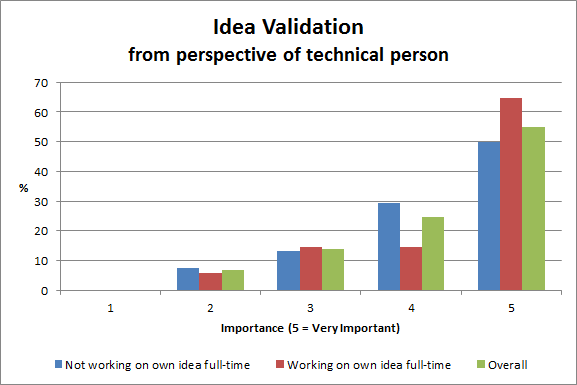 Idea Validation
from perspective of technical person
70
60
50
40
30
20
10
0
%
1 2 3 4 5
Importance (5 = Very Important)
Not working on own idea full-time Working on own idea full-time Overall